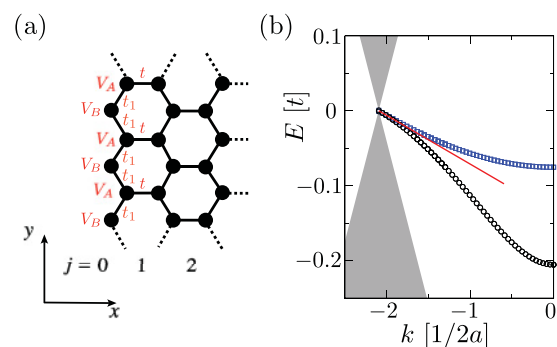 (a)
t
V_A
t_1
V_B
t_1 t
V_A
t_1
V_B
t_1 t
V_A
t_1
V_B
y
j = 0 1 2
x
(b)
0.1
0
−0.1
−0.2
E [t]
−2 −1 0
k [1/2a]